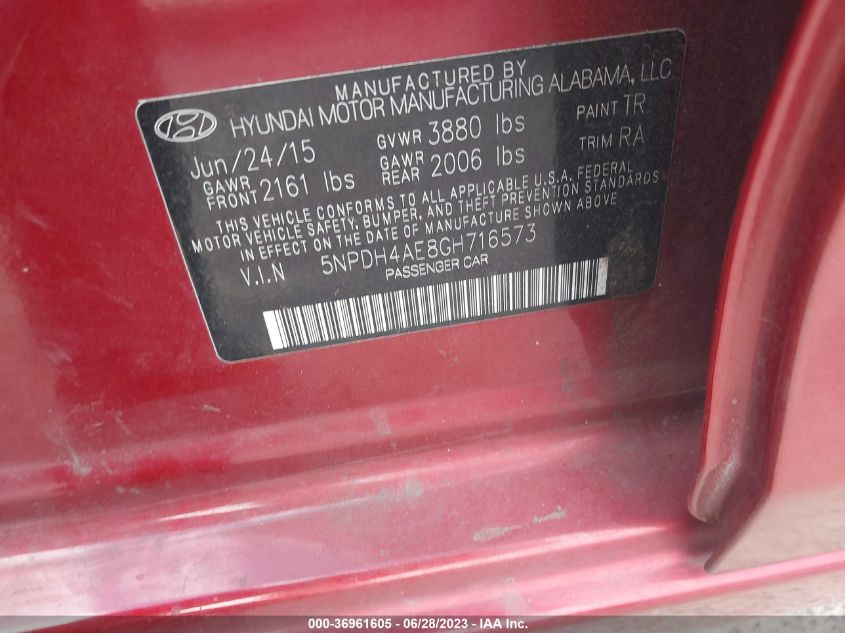 MANUFACTURED BY
HYUNDAI MOTOR MANUFACTURING ALABAMA, LLC
Jun/24/15 GVWR 3880 lbs PAINT TR
GAWR FRONT 2161 lbs GAWR REAR 2006 lbs TRIM RA
THIS VEHICLE CONFORMS TO ALL APPLICABLE U.S.A. FEDERAL
MOTOR VEHICLE SAFETY, BUMPER, AND THEFT PREVENTION STANDARDS
IN EFFECT ON THE DATE OF MANUFACTURE SHOWN ABOVE
V.I.N 5NPDH4AE8GH716573
PASSENGER CAR
000-36961605 - 06/28/2023 - www.iaai.com -